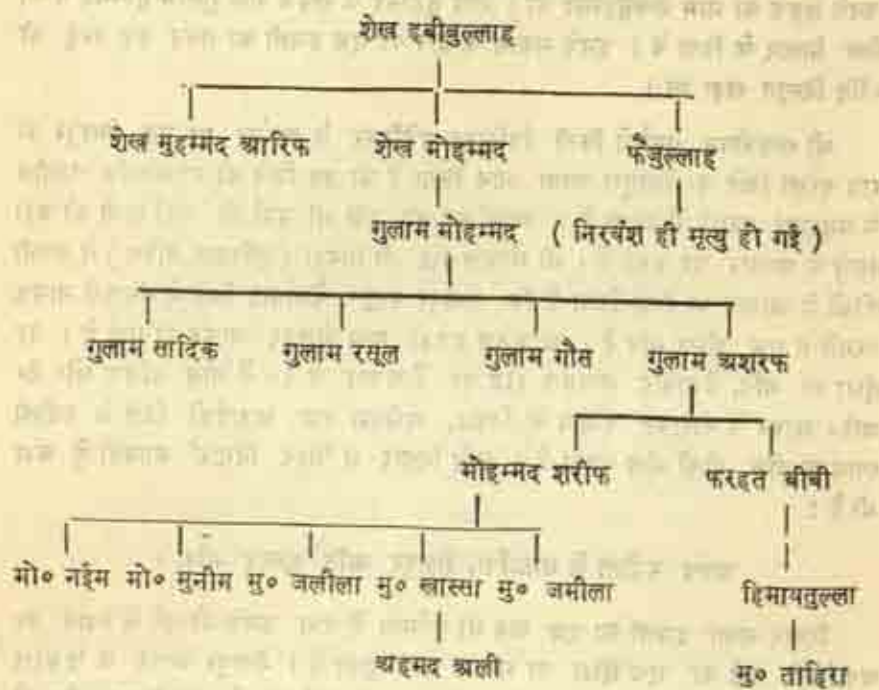 शेख हबीबुल्लाह
शेख मुहम्मद आरिफ शेख मोहम्मद फैजुल्लाह
गुलाम मोहम्मद ( निरवंश ही मृत्यु हो गई )
गुलाम सादिक गुलाम रसूल गुलाम गौस गुलाम अशरफ
मोहम्मद शरीफ फरहत बीबी
मो० नईम मो० मुनीम मु० जलीला मु० खास्सा मु० जमीला हिमायतुल्ला
अहमद अली मु० ताहिरा